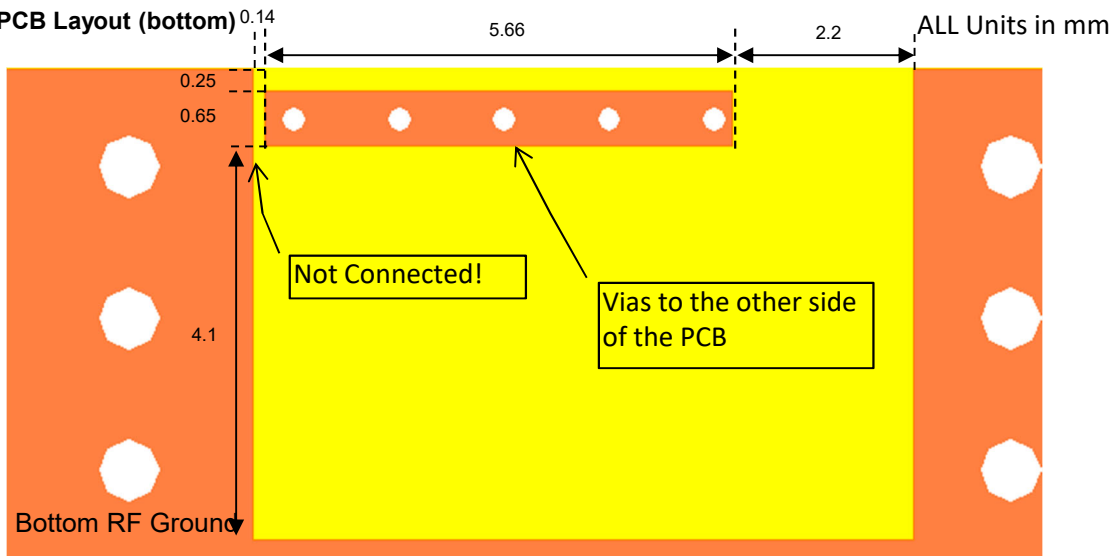 PCB Layout (bottom)
0.14
5.66
2.2
ALL Units in mm
0.25
0.65
Not Connected!
Vias to the other side
of the PCB
4.1
Bottom RF Ground